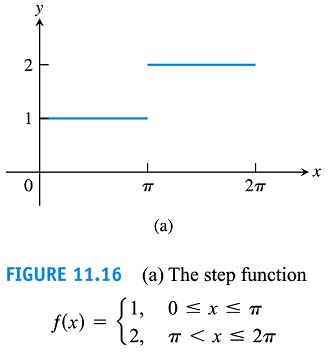 y
2
1
0 π 2π x
(a)
FIGURE 11.16 (a) The step function
f(x) = {1, 0 ≤ x ≤ π
2, π < x ≤ 2π